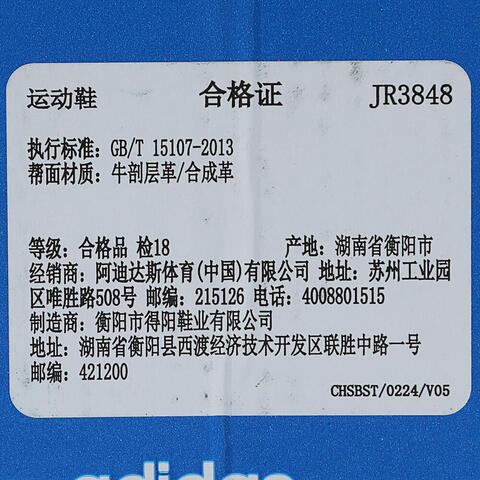 运动鞋 合格证 JR3848
执行标准: GB/T 15107-2013
帮面材质: 牛剖层革/合成革
等级: 合格品 检18 产地: 湖南省衡阳市
经销商: 阿迪达斯体育(中国)有限公司 地址: 苏州工业园
区唯胜路508号 邮编: 215126 电话: 4008801515
制造商: 衡阳市得阳鞋业有限公司
地址: 湖南省衡阳县西渡经济技术开发区联胜中路一号
邮编: 421200
CHSBST/0224/V05
adidas